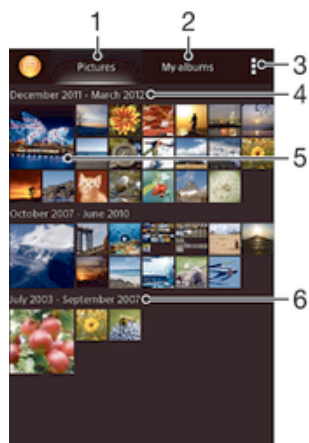 1
2
Pictures
My albums
3
December 2011 - March 2012
4
5
October 2007 - June 2010
July 2003 - September 2007
6